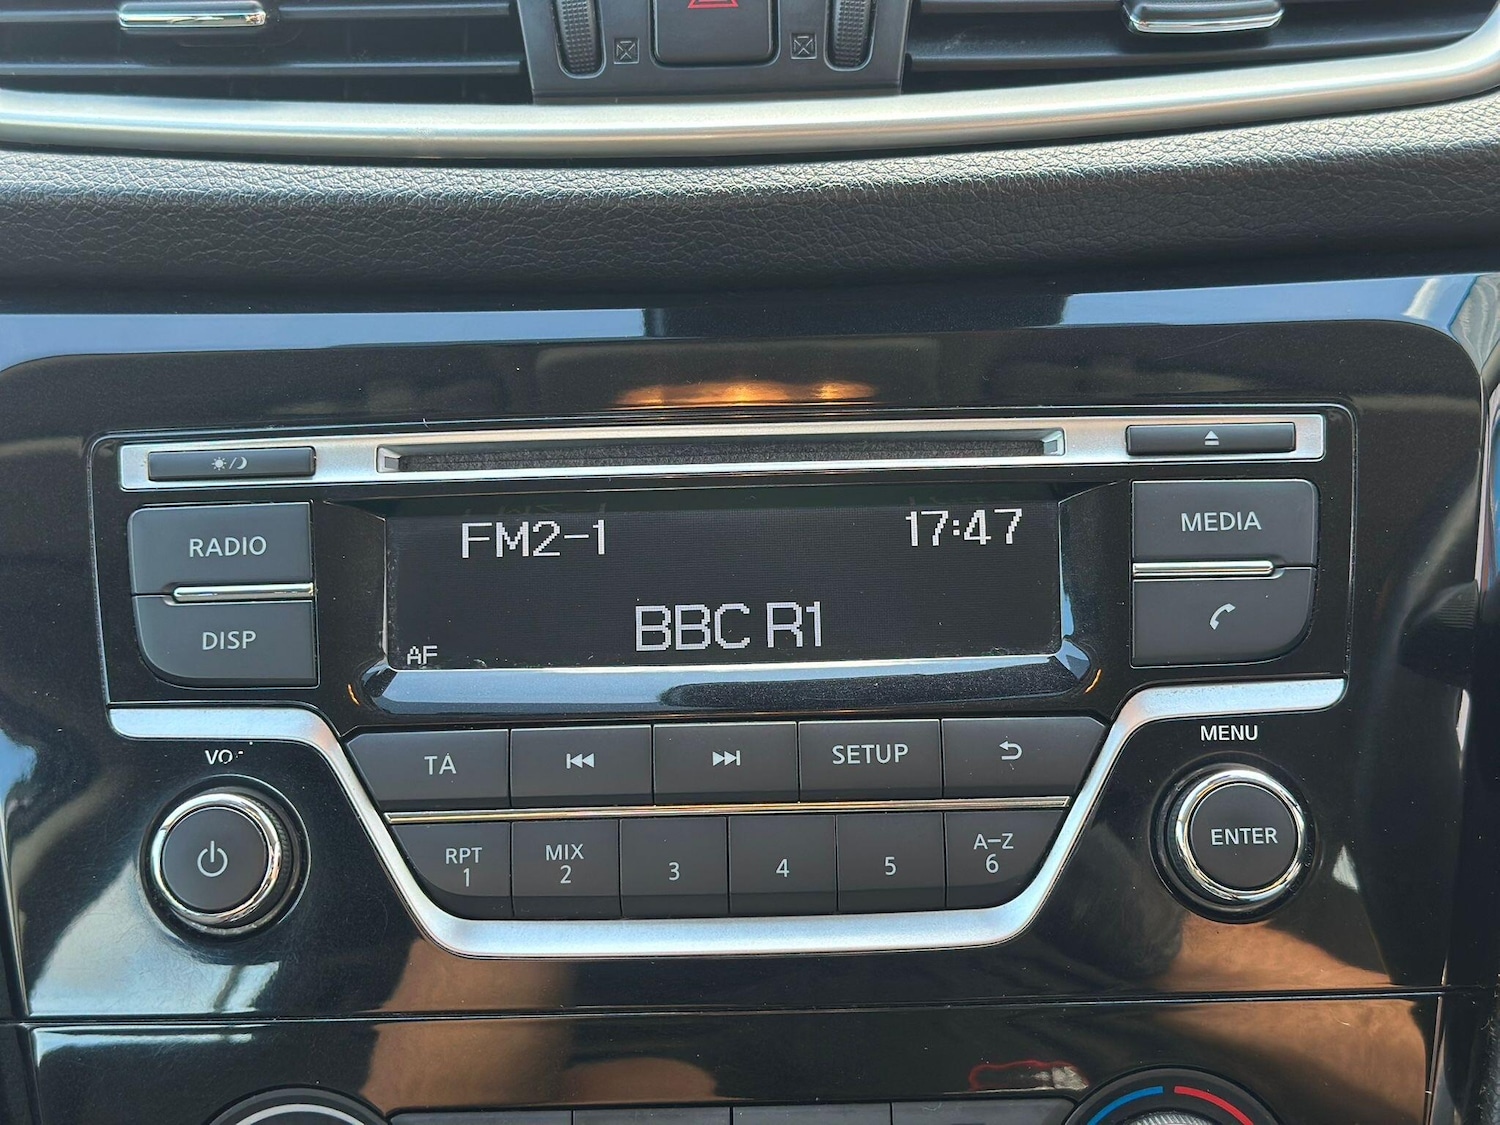 FM2-1 17:47
BBC R1
AF
RADIO
DISP
MEDIA
TA
SETUP
MENU
RPT
1
MIX
2
3
4
5
A-Z
6
ENTER